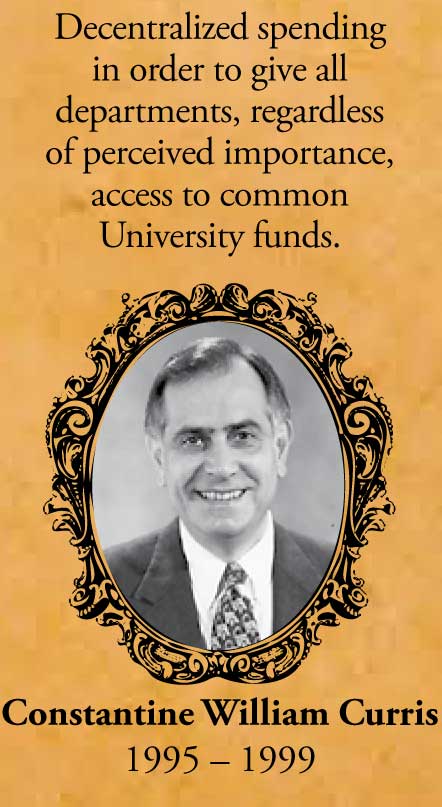 Decentralized spending
in order to give all
departments, regardless
of perceived importance,
access to common
University funds.
Constantine William Curris
1995 – 1999